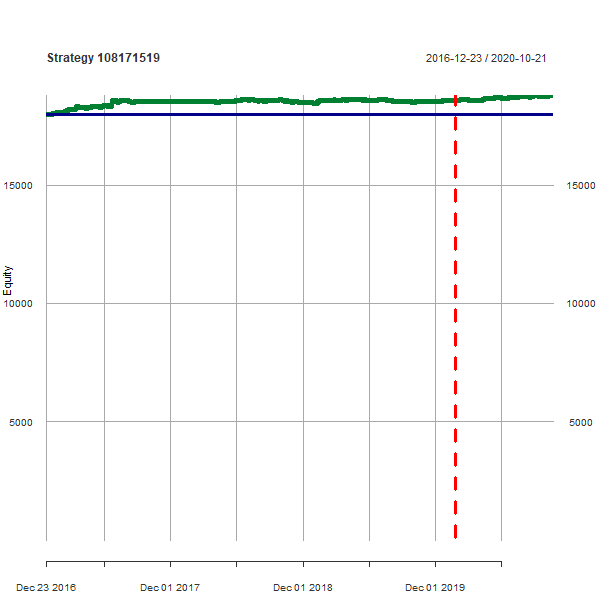 Strategy 108171519
2016-12-23 / 2020-10-21
15000
15000
Equity
10000
10000
5000
5000
Dec 23 2016
Dec 01 2017
Dec 01 2018
Dec 01 2019